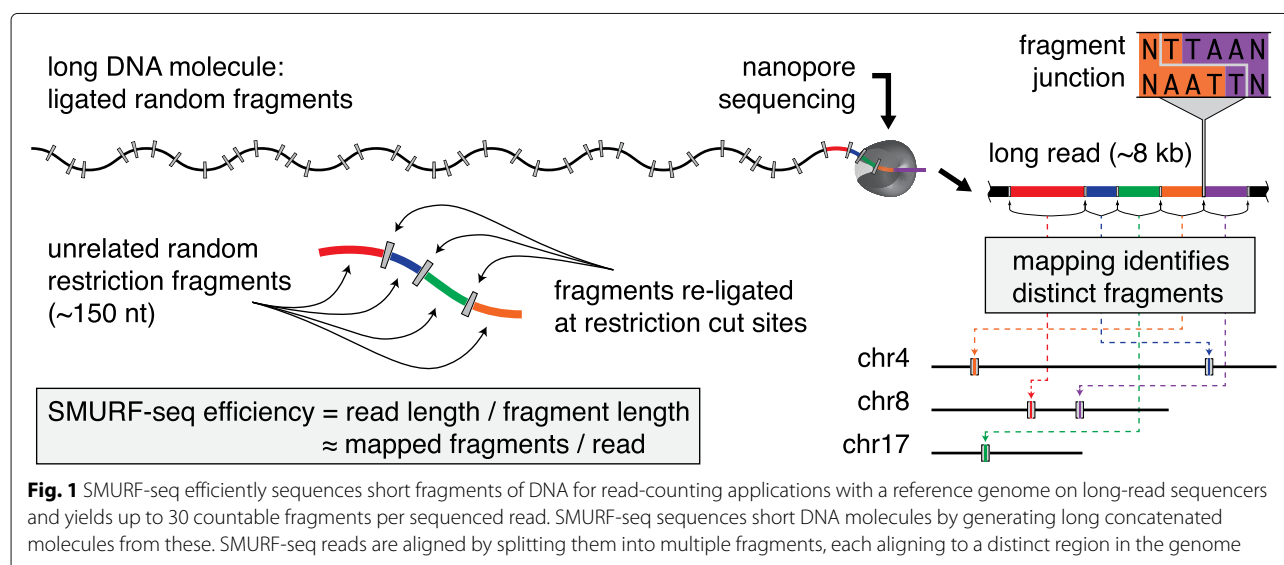 long DNA molecule:
ligated random fragments
nanopore
sequencing
fragment
junction
NTTAAN
NAATTN
long read (~8 kb)
unrelated random
restriction fragments
(~150 nt)
fragments re-ligated
at restriction cut sites
mapping identifies
distinct fragments
chr4
chr8
chr17
SMURF-seq efficiency = read length / fragment length
≈ mapped fragments / read
Fig. 1 SMURF-seq efficiently sequences short fragments of DNA for read-counting applications with a reference genome on long-read sequencers
and yields up to 30 countable fragments per sequenced read. SMURF-seq sequences short DNA molecules by generating long concatenated
molecules from these. SMURF-seq reads are aligned by splitting them into multiple fragments, each aligning to a distinct region in the genome